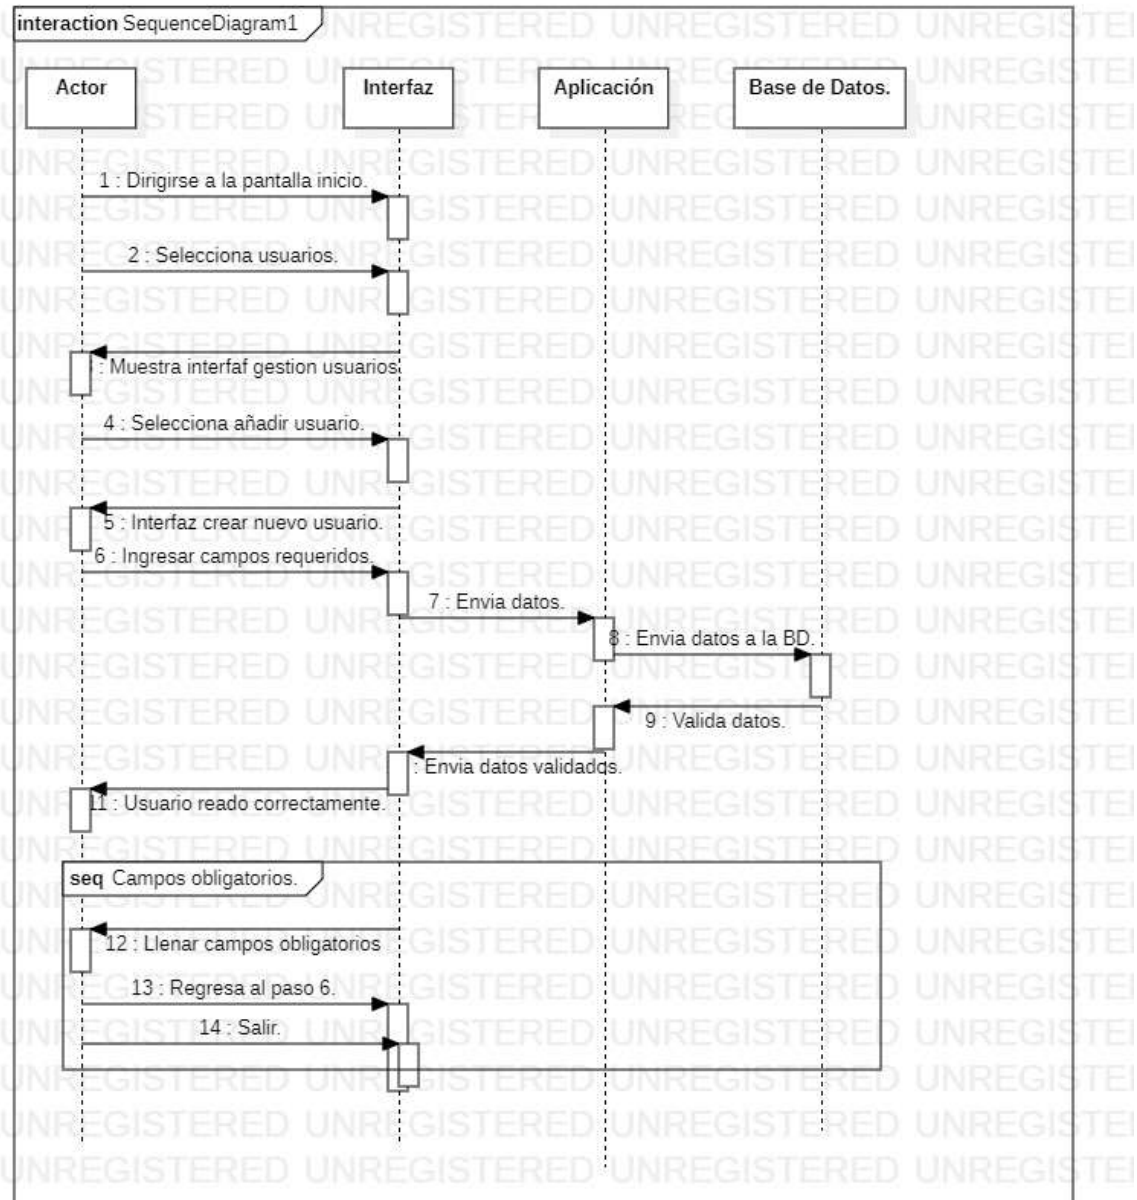 interaction SequenceDiagram1
Actor
Interfaz
Aplicación
Base de Datos.
1 : Dirigirse a la pantalla inicio.
2 : Selecciona usuarios.
: Muestra interfaf gestion usuarios
4 : Selecciona añadir usuario.
5 : Interfaz crear nuevo usuario.
6 : Ingresar campos requeridos.
7 : Envia datos.
8 : Envia datos a la BD.
9 : Valida datos.
: Envia datos validados.
11 : Usuario reado correctamente.
seq Campos obligatorios.
12 : Llenar campos obligatorios
13 : Regresa al paso 6.
14 : Salir.
UNREGISTERED